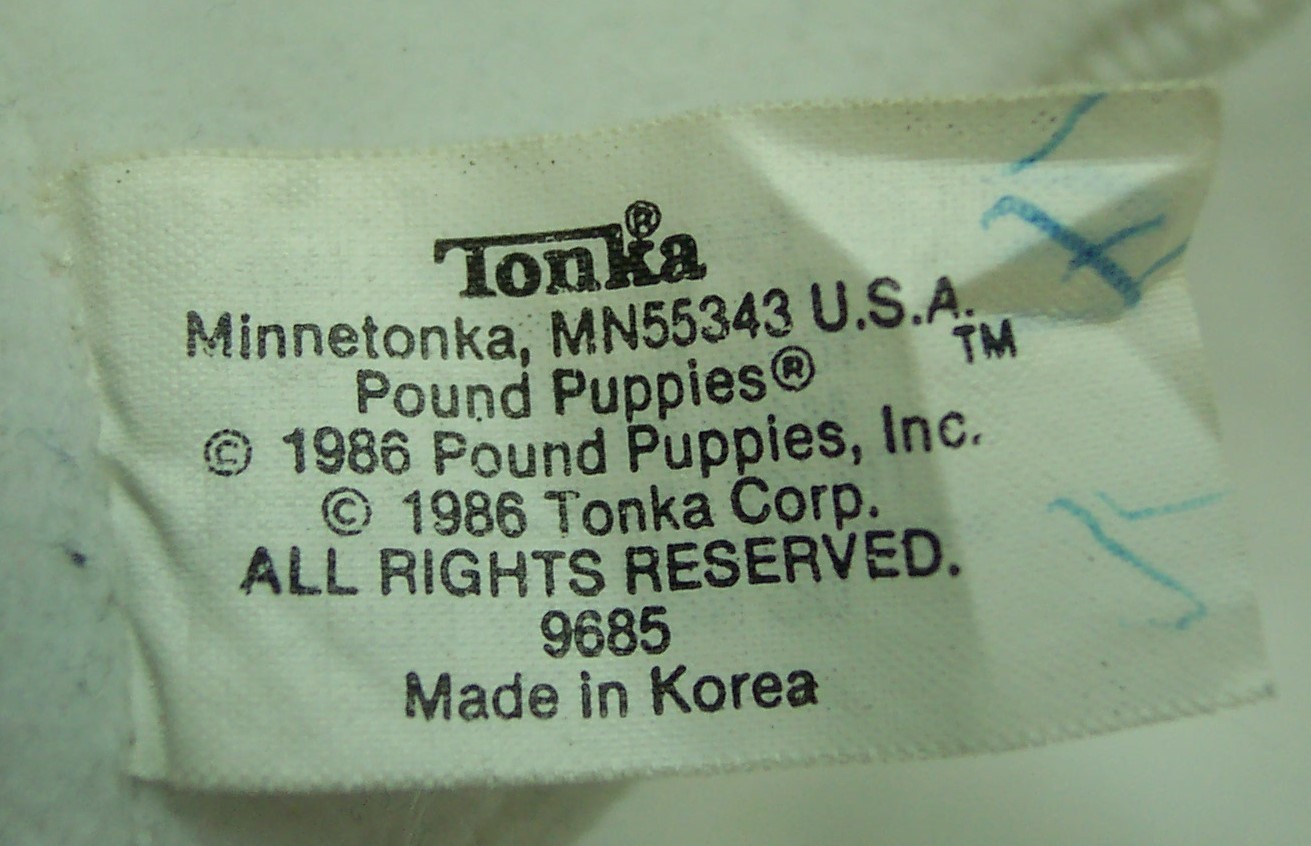 Tonka®
Minnetonka, MN55343 U.S.A.
TM
Pound Puppies®
© 1986 Pound Puppies, Inc.
© 1986 Tonka Corp.
ALL RIGHTS RESERVED.
9685
Made in Korea